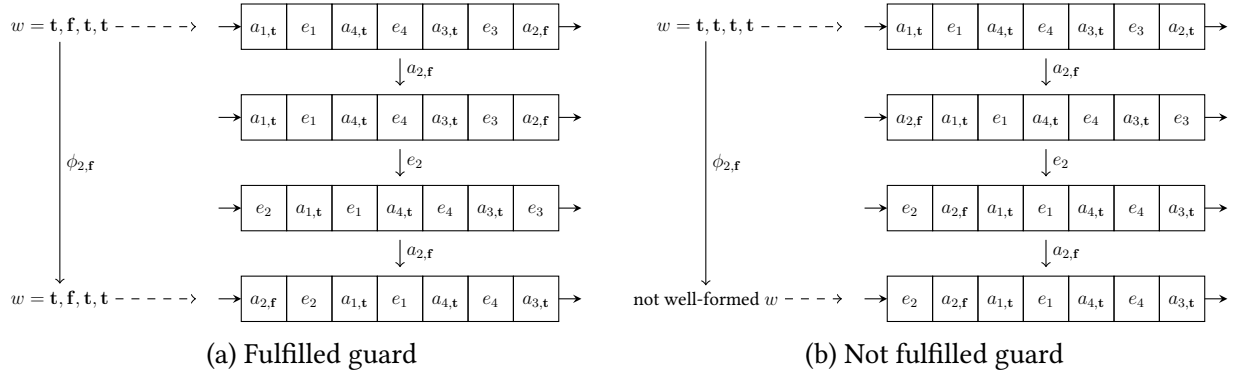 w = t, f, t, t a₁,t e₁ a₄,t e₄ a₃,t e₃ a₂,f
a₂,f
a₁,t e₁ a₄,t e₄ a₃,t e₃ a₂,f
ϕ₂,f e₂
e₂ a₁,t e₁ a₄,t e₄ a₃,t e₃
a₂,f
w = t, f, t, t a₂,f e₂ a₁,t e₁ a₄,t e₄ a₃,t
(a) Fulfilled guard
w = t, t, t, t a₁,t e₁ a₄,t e₄ a₃,t e₃ a₂,t
a₂,f
a₂,f a₁,t e₁ a₄,t e₄ a₃,t e₃
ϕ₂,f e₂
e₂ a₂,f a₁,t e₁ a₄,t e₄ a₃,t
a₂,f
not well-formed w e₂ a₂,f a₁,t e₁ a₄,t e₄ a₃,t
(b) Not fulfilled guard